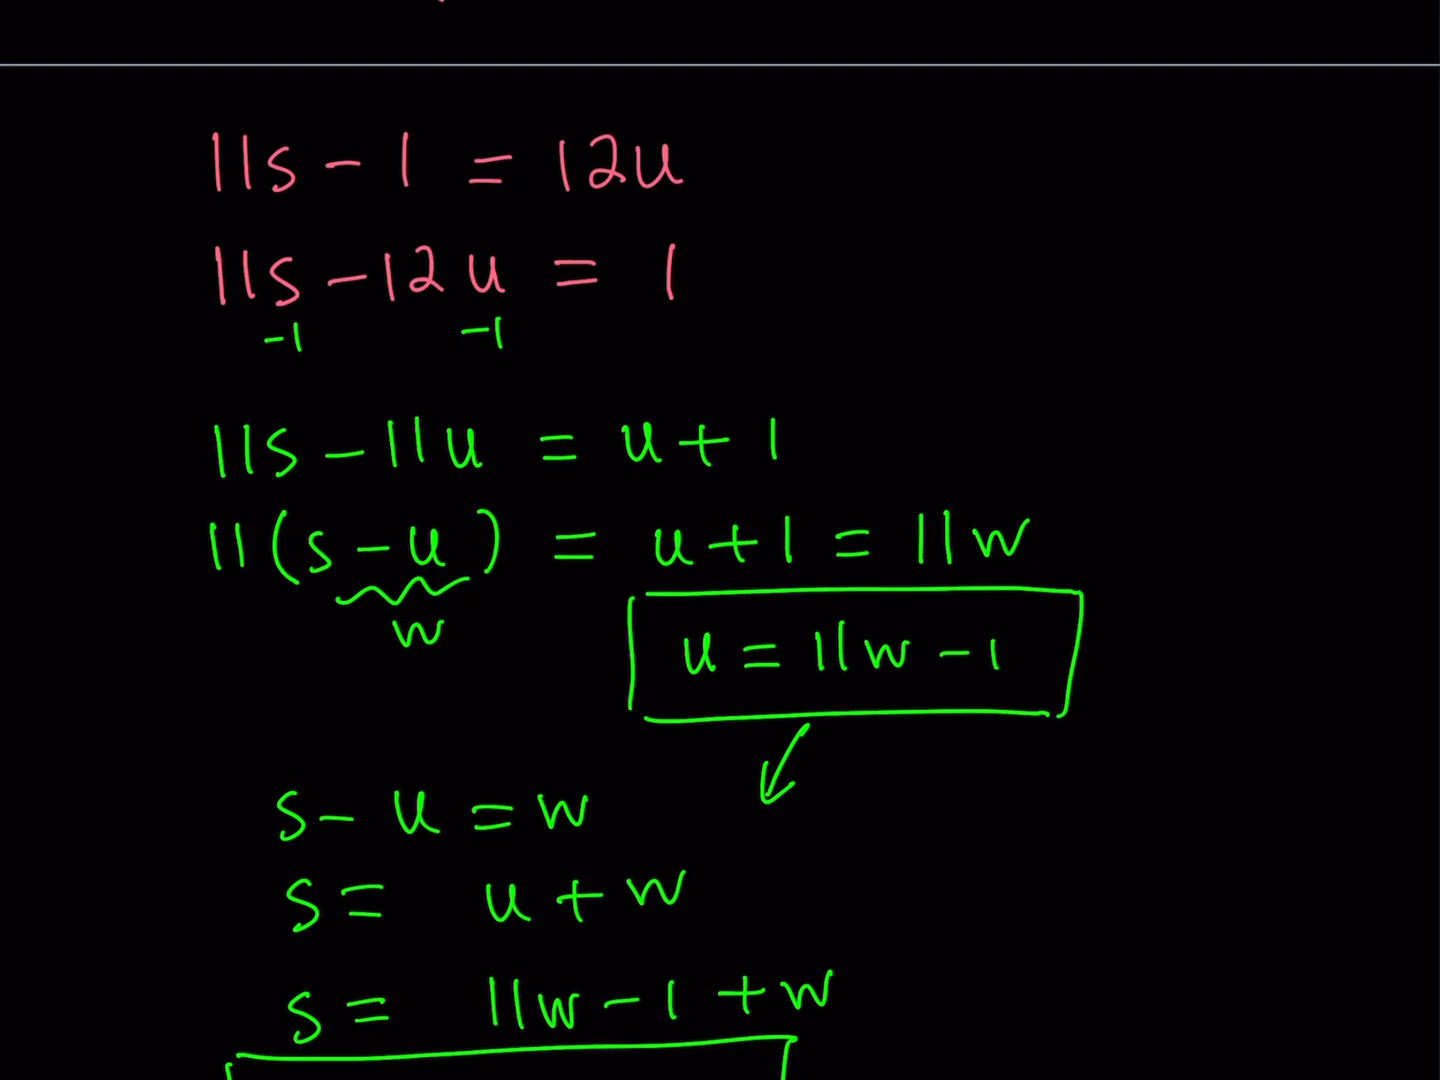 11s - 1 = 12u
11s - 12u = 1
-1 -1
11s - 11u = u + 1
11(s - u) = u + 1 = 11w
w
u = 11w - 1
s - u = w
s = u + w
s = 11w - 1 + w